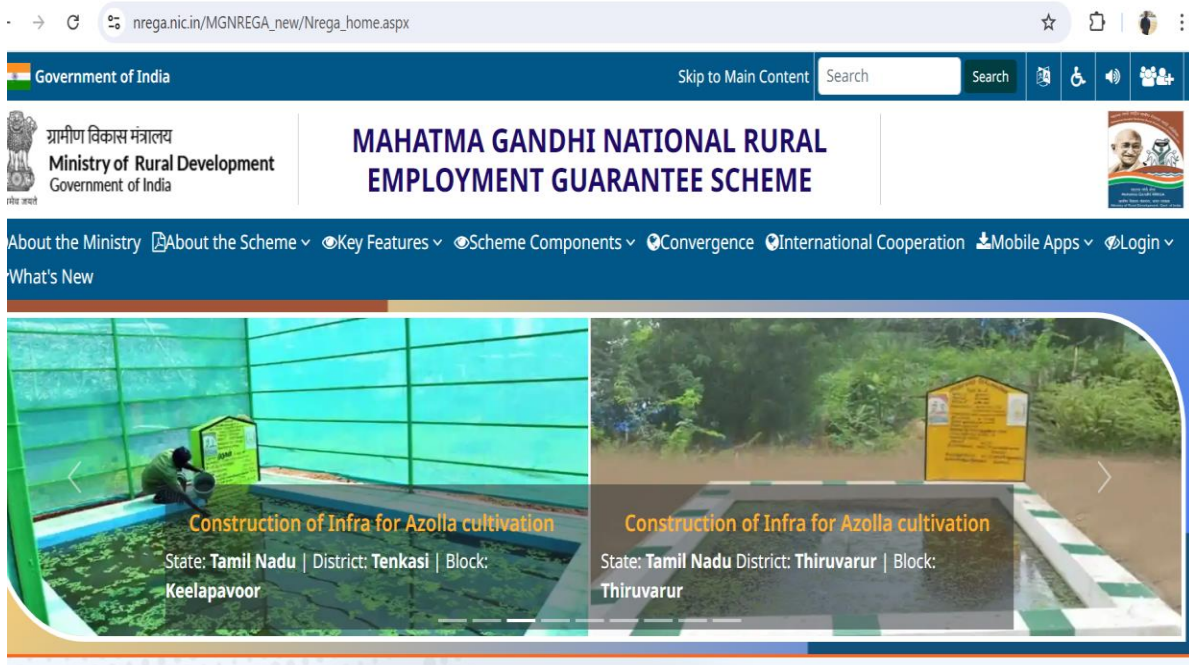 nrega.nic.in/MGNREGA_new/Nrega_home.aspx
Government of India
Skip to Main Content
Search
Search
ग्रामीण विकास मंत्रालय
Ministry of Rural Development
Government of India
MAHATMA GANDHI NATIONAL RURAL
EMPLOYMENT GUARANTEE SCHEME
About the Ministry About the Scheme Key Features Scheme Components Convergence International Cooperation Mobile Apps Login
What's New
Construction of Infra for Azolla cultivation
State: Tamil Nadu | District: Tenkasi | Block:
Keelapavoor
Construction of Infra for Azolla cultivation
State: Tamil Nadu District: Thiruvarur | Block:
Thiruvarur